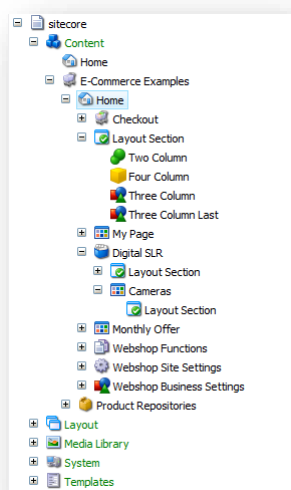 sitecore
Content
Home
E-Commerce Examples
Home
Checkout
Layout Section
Two Column
Four Column
Three Column
Three Column Last
My Page
Digital SLR
Layout Section
Cameras
Layout Section
Monthly Offer
Webshop Functions
Webshop Site Settings
Webshop Business Settings
Product Repositories
Layout
Media Library
System
Templates